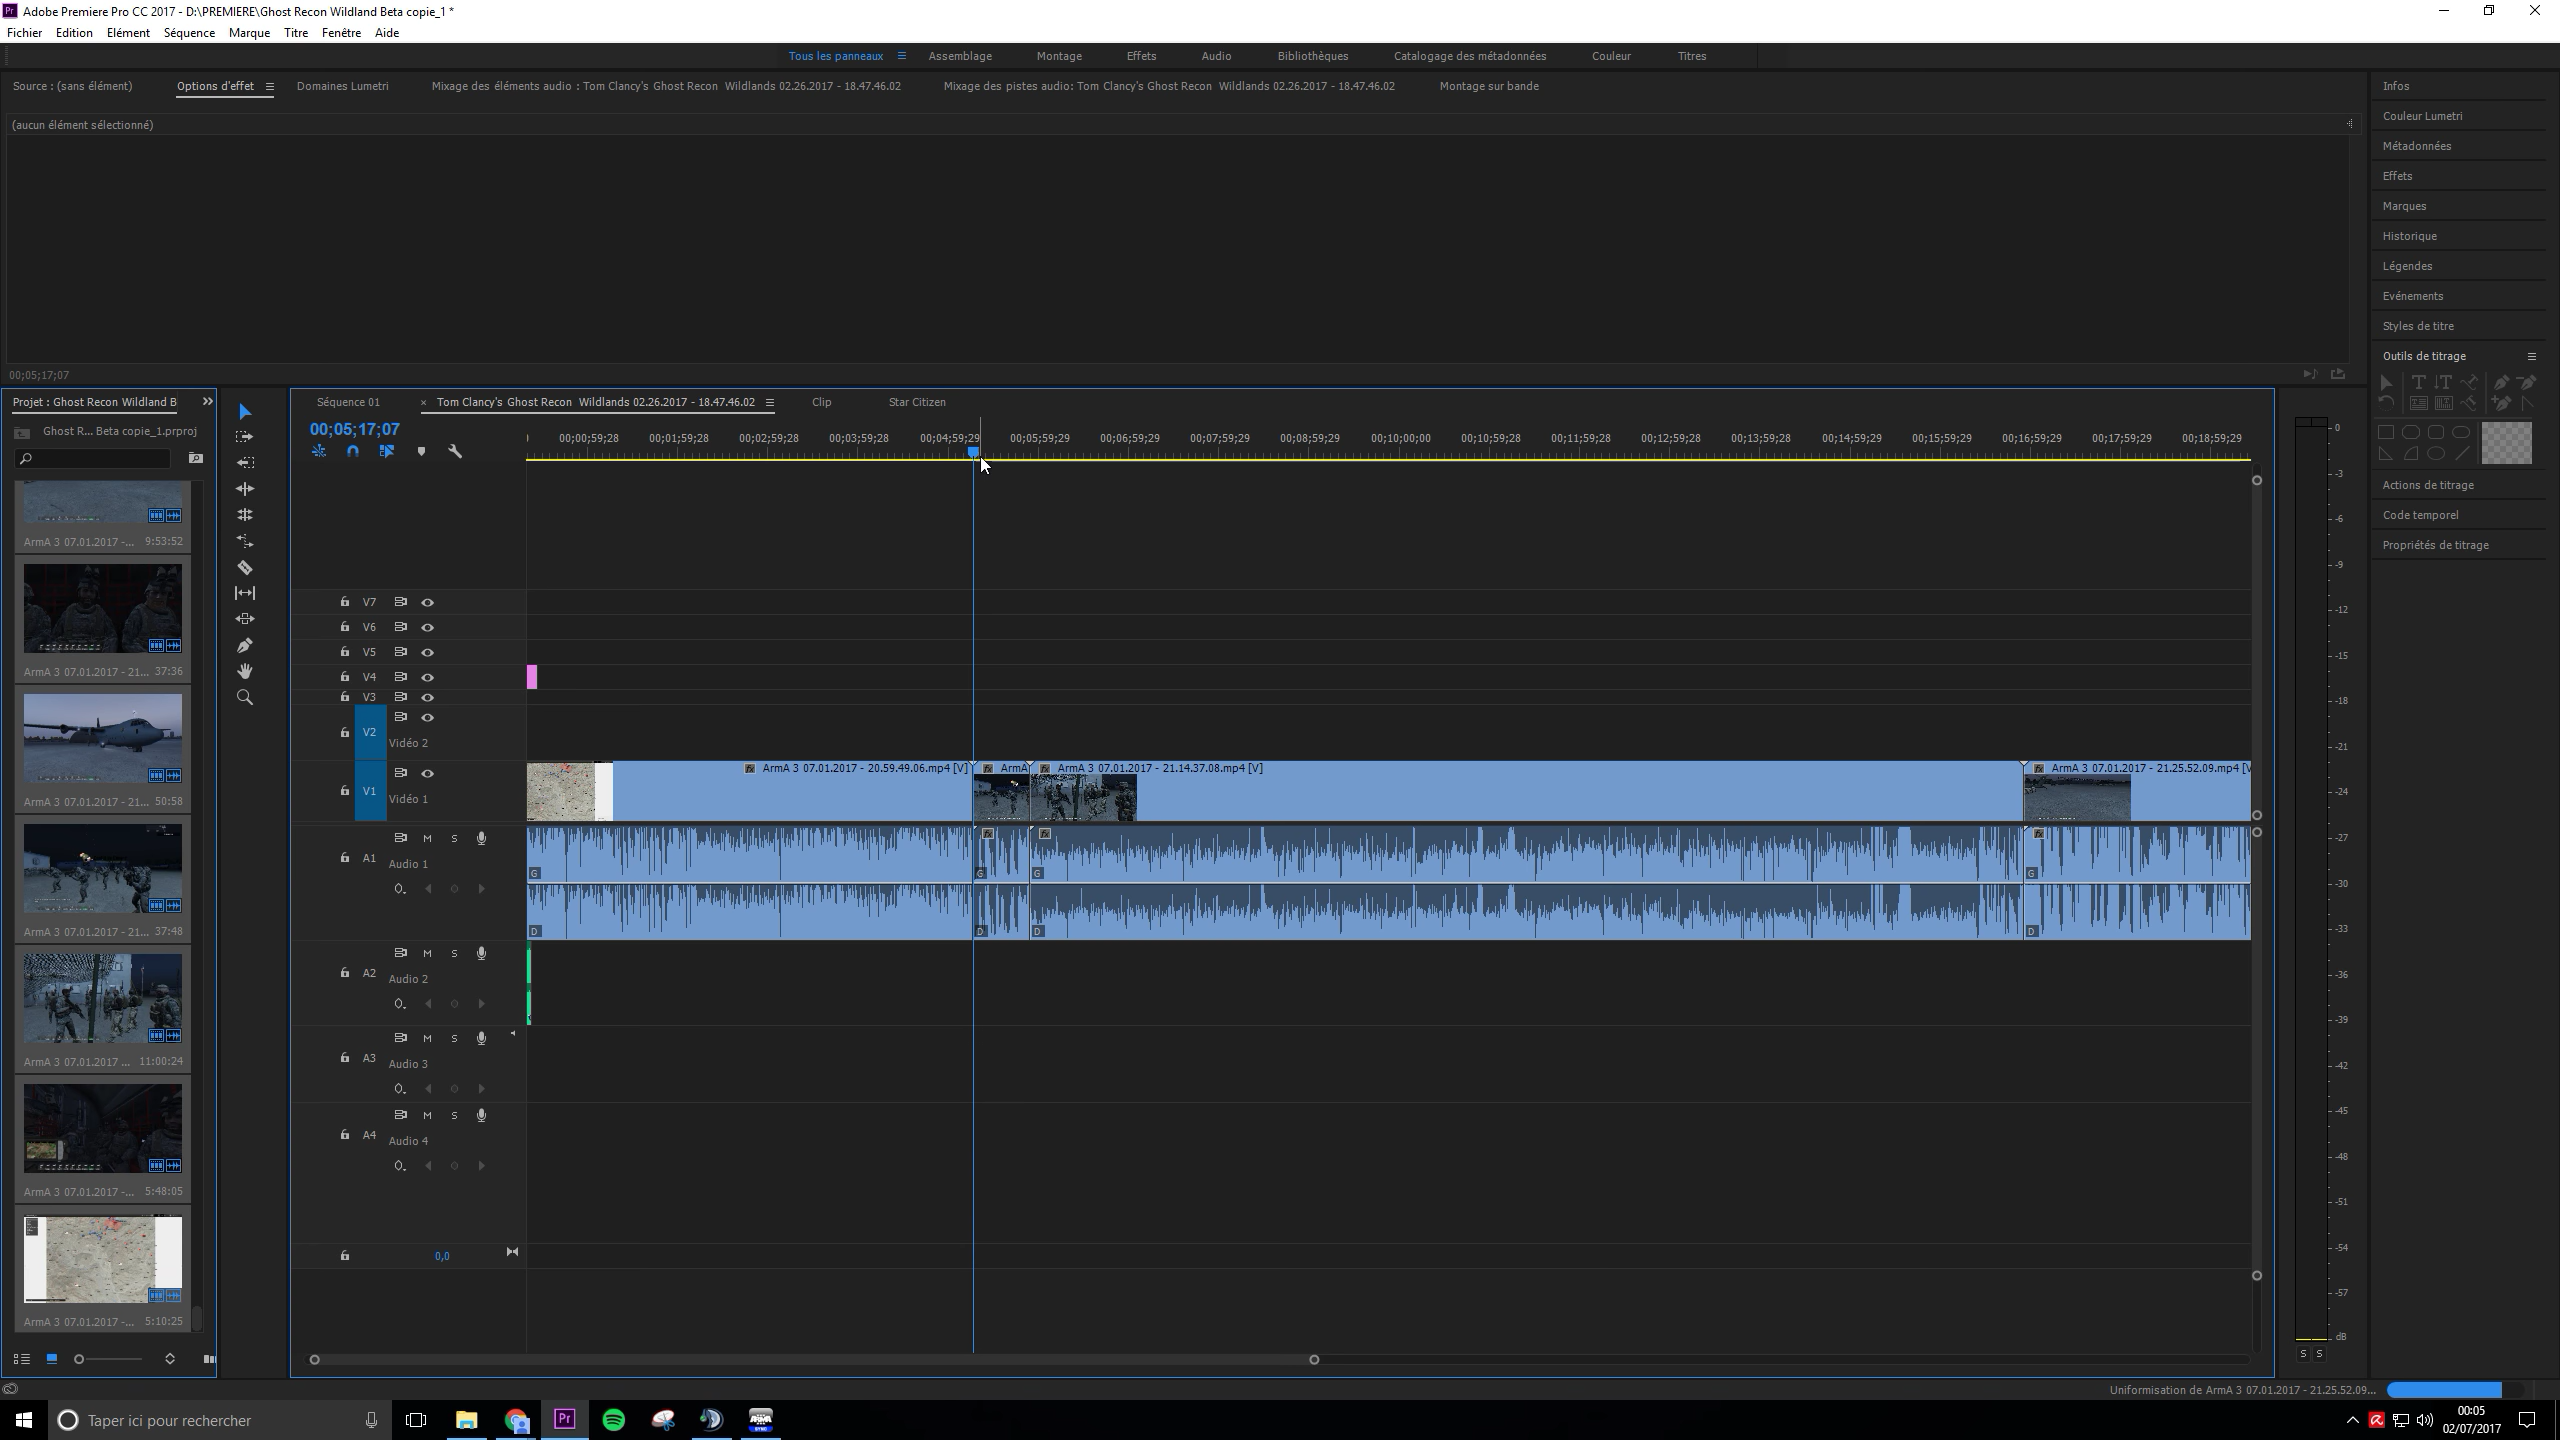 Adobe Premiere Pro CC 2017 - D:\PREMIERE\Ghost Recon Wildland Beta copie_1 *
Fichier Edition Elément Séquence Marque Titre Fenêtre Aide
Tous les panneaux Assemblage Montage Effets Audio Bibliothèques Catalogage des métadonnées Couleur Titres
Source : (sans élément) Options d'effet Domaines Lumetri Mixage des éléments audio : Tom Clancy's Ghost Recon Wildlands 02.26.2017 - 18.47.46.02 Mixage des pistes audio: Tom Clancy's Ghost Recon Wildlands 02.26.2017 - 18.47.46.02 Montage sur bande
(aucun élément sélectionné)
00;05;17;07
Infos
Couleur Lumetri
Métadonnées
Effets
Marques
Historique
Légendes
Evénements
Styles de titre
Outils de titrage
Actions de titrage
Code temporel
Propriétés de titrage
Projet : Ghost Recon Wildland B
Ghost R... Beta copie_1.prproj
ArmA 3 07.01.2017 -... 9:53:52
ArmA 3 07.01.2017 - 21... 37:36
ArmA 3 07.01.2017 - 21... 50:58
ArmA 3 07.01.2017 - 21... 37:48
ArmA 3 07.01.2017 ... 11:00:24
ArmA 3 07.01.2017 -... 5:48:05
ArmA 3 07.01.2017 -... 5:10:25
Séquence 01 × Tom Clancy's Ghost Recon Wildlands 02.26.2017 - 18.47.46.02 Clip Star Citizen
00;05;17;07
00;00;59;28 00;01;59;28 00;02;59;28 00;03;59;28 00;04;59;29 00;05;59;29 00;06;59;29 00;07;59;29 00;08;59;29 00;10;00;00 00;10;59;28 00;11;59;28 00;12;59;28 00;13;59;28 00;14;59;29 00;15;59;29 00;16;59;29 00;17;59;29 00;18;59;29
V7
V6
V5
V4
V3
V2
Vidéo 2
V1
Vidéo 1
fx ArmA 3 07.01.2017 - 20.59.49.06.mp4 [V] fx ArmA fx ArmA 3 07.01.2017 - 21.14.37.08.mp4 [V] fx ArmA 3 07.01.2017 - 21.25.52.09.mp4 [V
M S
A1
Audio 1
fx fx fx
G G G G
D D D D
M S
A2
Audio 2
M S
A3
Audio 3
M S
A4
Audio 4
0,0
0
-3
-6
-9
-12
-15
-18
-21
-24
-27
-30
-33
-36
-39
-42
-45
-48
-51
-54
-57
dB
S S
Uniformisation de ArmA 3 07.01.2017 - 21.25.52.09...
Taper ici pour rechercher
Pr
00:05
02/07/2017